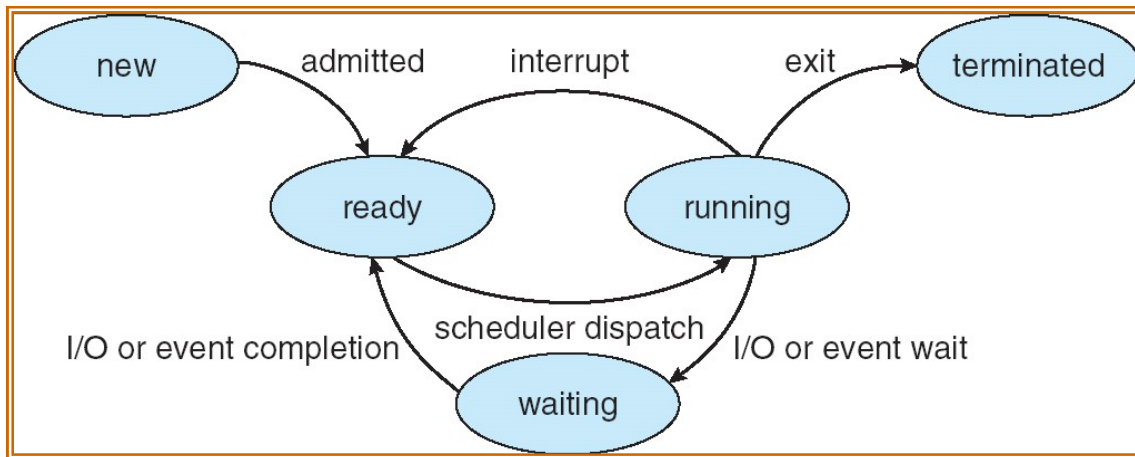 new
admitted
interrupt
exit
terminated
ready
running
scheduler dispatch
I/O or event completion
I/O or event wait
waiting